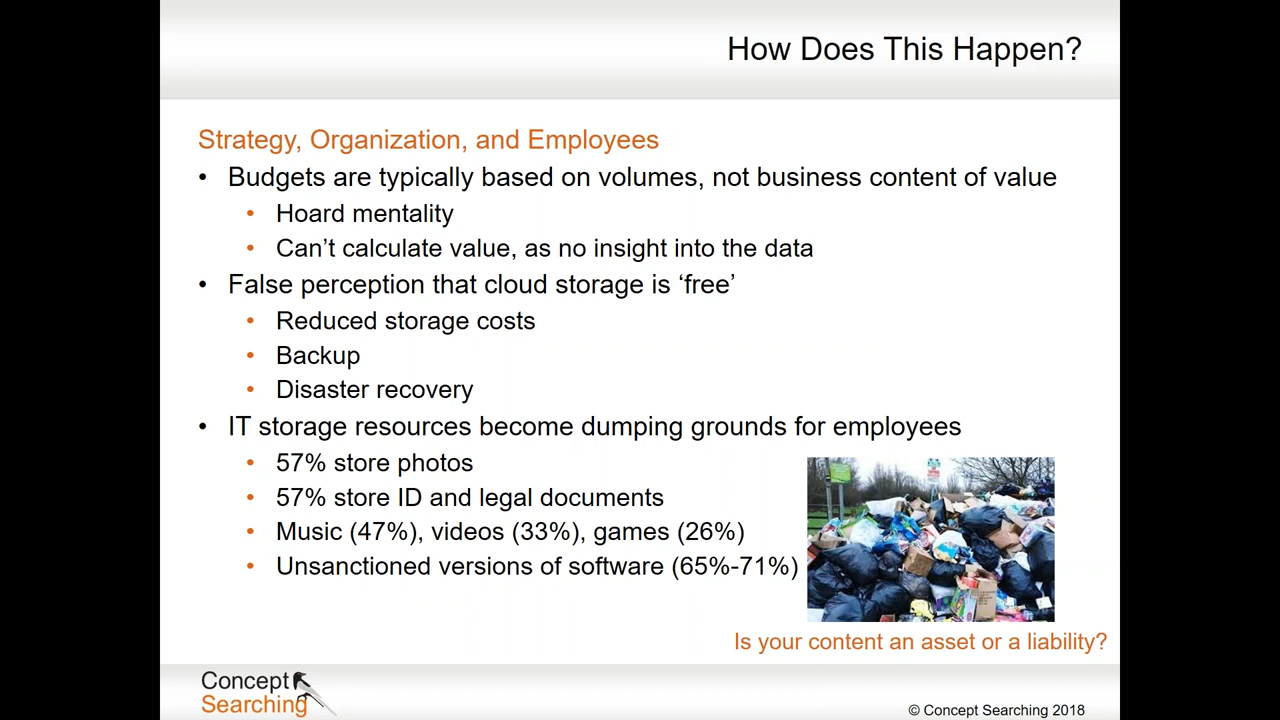 How Does This Happen?
Strategy, Organization, and Employees
• Budgets are typically based on volumes, not business content of value
• Hoard mentality
• Can’t calculate value, as no insight into the data
• False perception that cloud storage is ‘free’
• Reduced storage costs
• Backup
• Disaster recovery
• IT storage resources become dumping grounds for employees
• 57% store photos
• 57% store ID and legal documents
• Music (47%), videos (33%), games (26%)
• Unsanctioned versions of software (65%-71%)
Is your content an asset or a liability?
Concept
Searching
© Concept Searching 2018